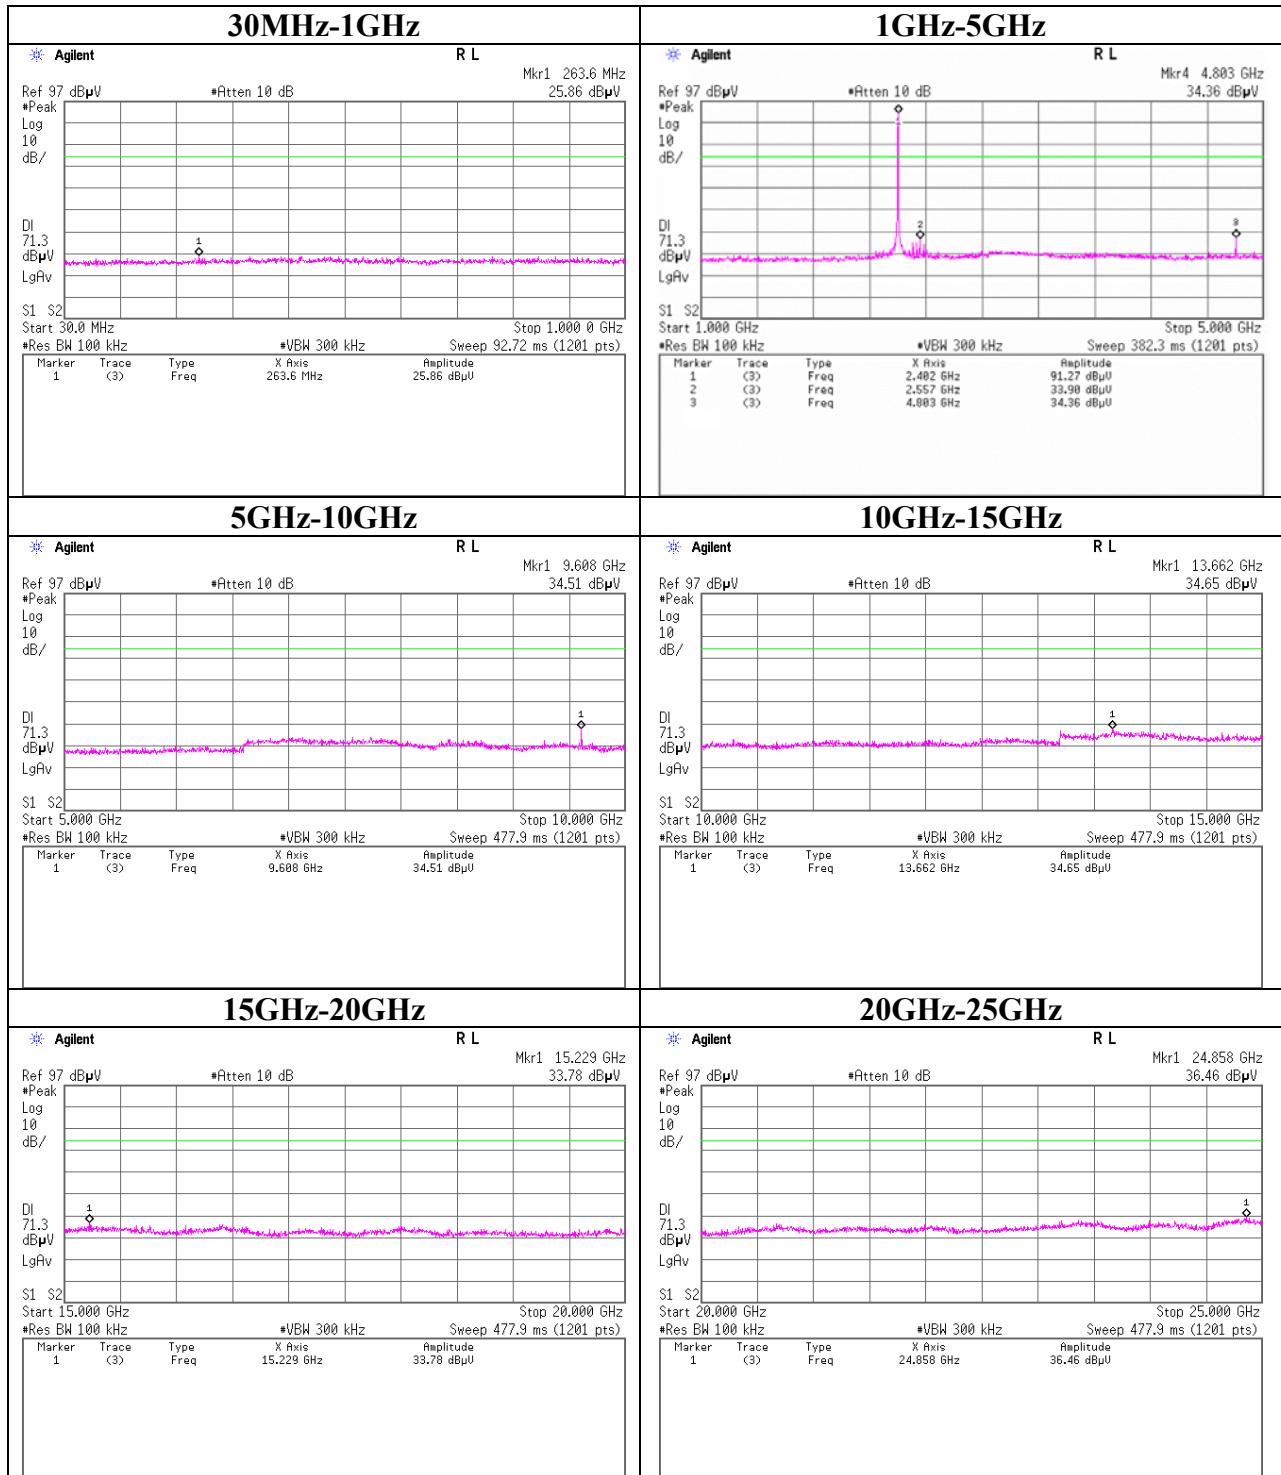 30MHz-1GHz
Agilent R L
Mkr1 263.6 MHz
Ref 97 dBµV #Atten 10 dB 25.86 dBµV
#Peak
Log
10
dB/
1
DI
71.3
dBµV
LgAv
S1 S2
Start 30.0 MHz Stop 1.000 0 GHz
#Res BW 100 kHz #VBW 300 kHz Sweep 92.72 ms (1201 pts)
Marker Trace Type X Axis Amplitude
1 (3) Freq 263.6 MHz 25.86 dBµV
1GHz-5GHz
Agilent R L
Mkr4 4.803 GHz
Ref 97 dBµV #Atten 10 dB 34.36 dBµV
#Peak
Log
10
dB/
2 3
DI
71.3
dBµV
LgAv
S1 S2
Start 1.000 GHz Stop 5.000 GHz
#Res BW 100 kHz #VBW 300 kHz Sweep 382.3 ms (1201 pts)
Marker Trace Type X Axis Amplitude
1 (3) Freq 2.402 GHz 91.27 dBµV
2 (3) Freq 2.557 GHz 33.90 dBµV
3 (3) Freq 4.803 GHz 34.36 dBµV
5GHz-10GHz
Agilent R L
Mkr1 9.608 GHz
Ref 97 dBµV #Atten 10 dB 34.51 dBµV
#Peak
Log
10
dB/
1
DI
71.3
dBµV
LgAv
S1 S2
Start 5.000 GHz Stop 10.000 GHz
#Res BW 100 kHz #VBW 300 kHz Sweep 477.9 ms (1201 pts)
Marker Trace Type X Axis Amplitude
1 (3) Freq 9.608 GHz 34.51 dBµV
10GHz-15GHz
Agilent R L
Mkr1 13.662 GHz
Ref 97 dBµV #Atten 10 dB 34.65 dBµV
#Peak
Log
10
dB/
1
DI
71.3
dBµV
LgAv
S1 S2
Start 10.000 GHz Stop 15.000 GHz
#Res BW 100 kHz #VBW 300 kHz Sweep 477.9 ms (1201 pts)
Marker Trace Type X Axis Amplitude
1 (3) Freq 13.662 GHz 34.65 dBµV
15GHz-20GHz
Agilent R L
Mkr1 15.229 GHz
Ref 97 dBµV #Atten 10 dB 33.78 dBµV
#Peak
Log
10
dB/
1
DI
71.3
dBµV
LgAv
S1 S2
Start 15.000 GHz Stop 20.000 GHz
#Res BW 100 kHz #VBW 300 kHz Sweep 477.9 ms (1201 pts)
Marker Trace Type X Axis Amplitude
1 (3) Freq 15.229 GHz 33.78 dBµV
20GHz-25GHz
Agilent R L
Mkr1 24.858 GHz
Ref 97 dBµV #Atten 10 dB 36.46 dBµV
#Peak
Log
10
dB/
1
DI
71.3
dBµV
LgAv
S1 S2
Start 20.000 GHz Stop 25.000 GHz
#Res BW 100 kHz #VBW 300 kHz Sweep 477.9 ms (1201 pts)
Marker Trace Type X Axis Amplitude
1 (3) Freq 24.858 GHz 36.46 dBµV